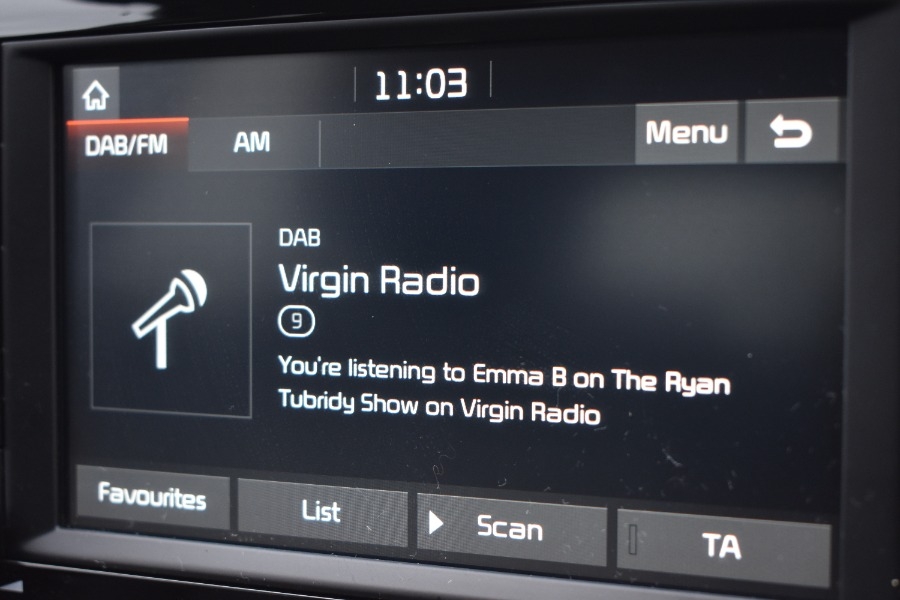 11:03
DAB/FM AM Menu
DAB
Virgin Radio
9
You're listening to Emma B on The Ryan
Tubridy Show on Virgin Radio
Favourites List Scan TA